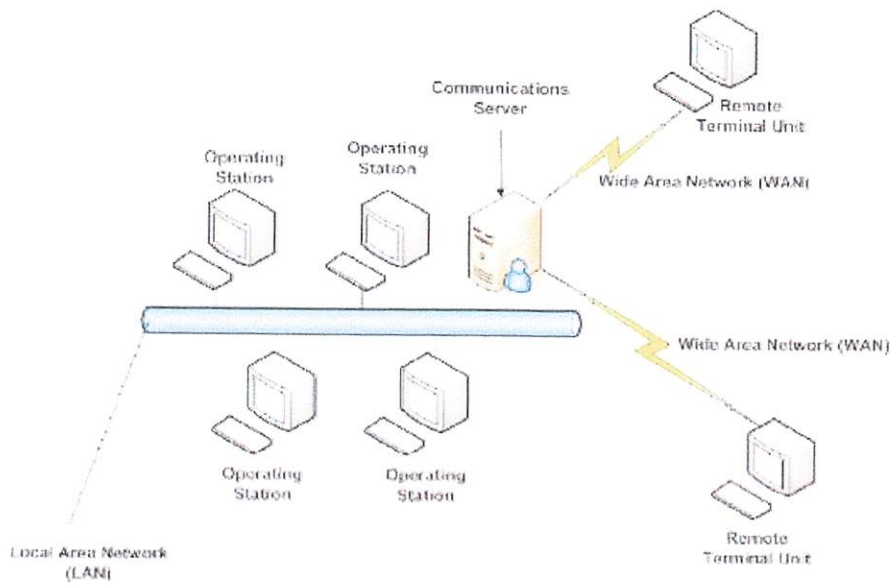 Communications
Server
Remote
Terminal Unit
Operating
Station
Operating
Station
Wide Area Network (WAN)
Wide Area Network (WAN)
Operating
Station
Operating
Station
Local Area Network
(LAN)
Remote
Terminal Unit